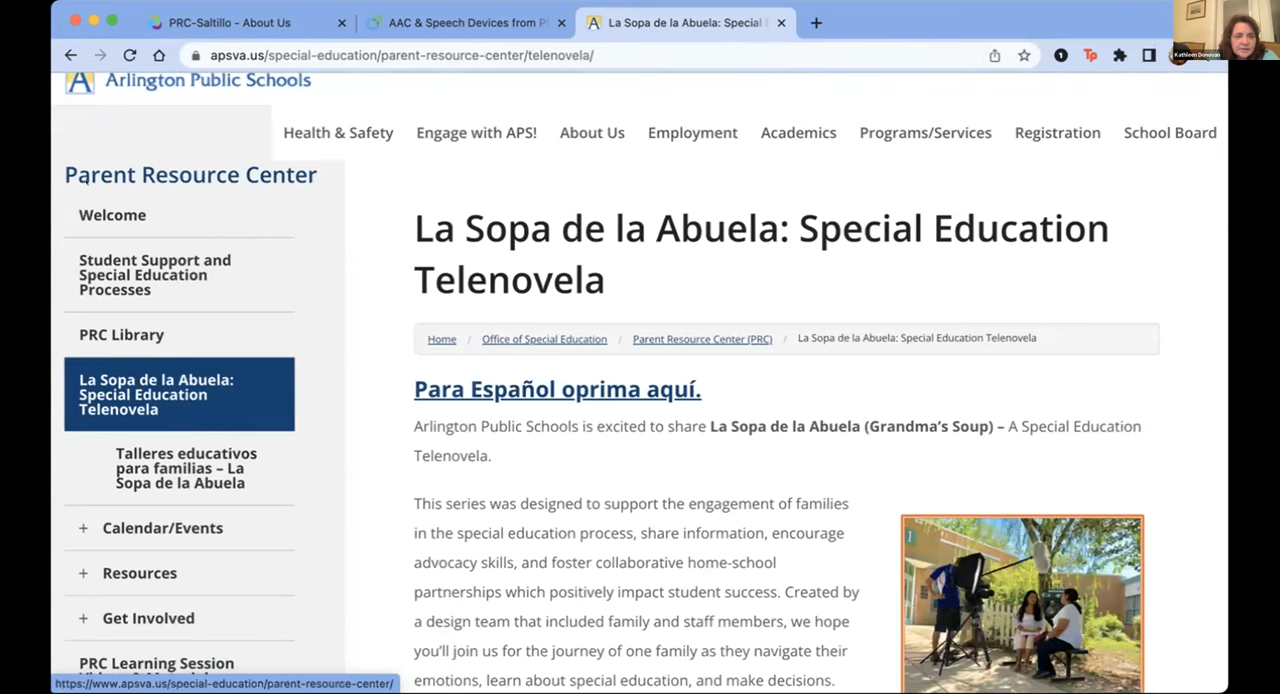 PRC-Saltillo - About Us
AAC & Speech Devices from P
La Sopa de la Abuela: Special
apsva.us/special-education/parent-resource-center/telenovela/
Kathleen Donovan
Arlington Public Schools
Health & Safety Engage with APS! About Us Employment Academics Programs/Services Registration School Board
Parent Resource Center
Welcome
Student Support and
Special Education
Processes
PRC Library
La Sopa de la Abuela:
Special Education
Telenovela
Talleres educativos
para familias – La
Sopa de la Abuela
+ Calendar/Events
+ Resources
+ Get Involved
PRC Learning Session
https://www.apsva.us/special-education/parent-resource-center/
La Sopa de la Abuela: Special Education
Telenovela
Home / Office of Special Education / Parent Resource Center (PRC) / La Sopa de la Abuela: Special Education Telenovela
Para Español oprima aquí.
Arlington Public Schools is excited to share La Sopa de la Abuela (Grandma's Soup) – A Special Education
Telenovela.
This series was designed to support the engagement of families
in the special education process, share information, encourage
advocacy skills, and foster collaborative home-school
partnerships which positively impact student success. Created by
a design team that included family and staff members, we hope
you'll join us for the journey of one family as they navigate their
emotions, learn about special education, and make decisions.